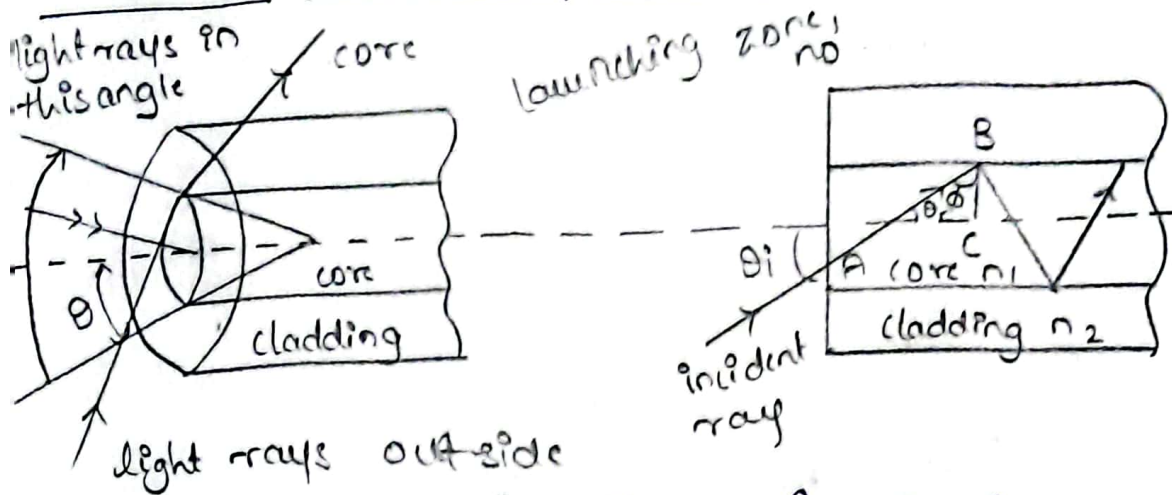 light rays in
this angle
core
launching zone,
no
B
θ
φ
θi
A
C
core
core n1
θ
cladding
cladding n2
incident
ray
light rays outside